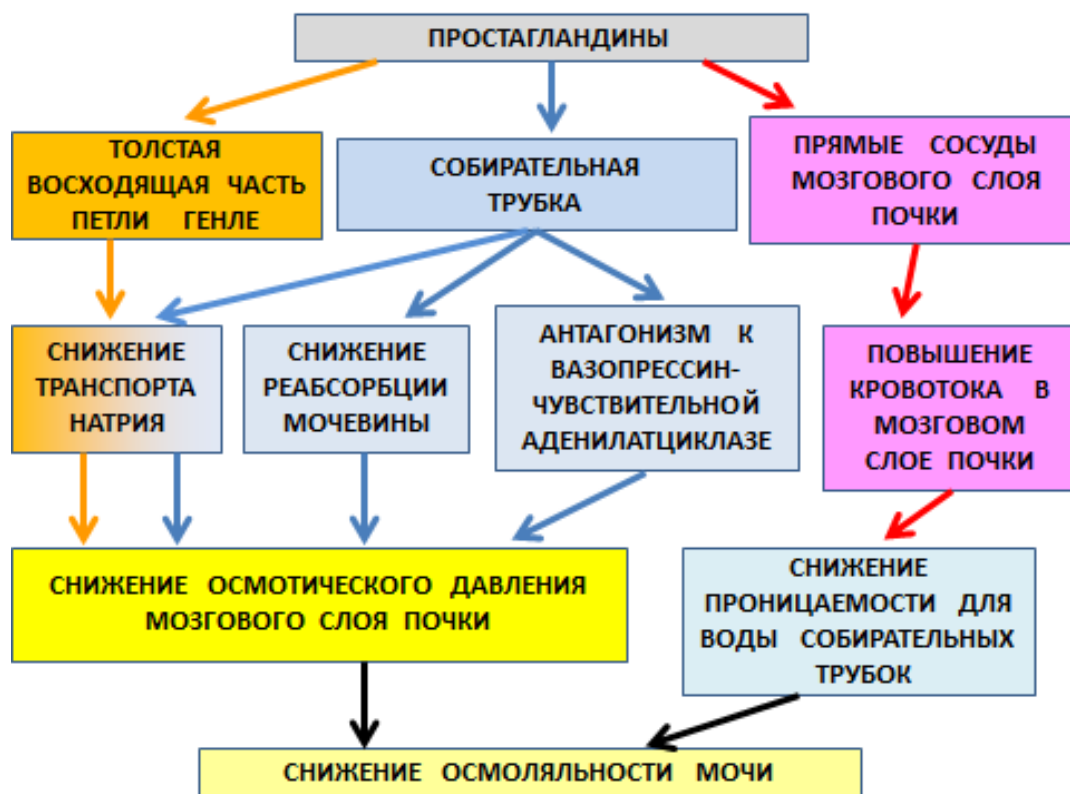 ПРОСТАГЛАНДИНЫ
ТОЛСТАЯ
ВОСХОДЯЩАЯ ЧАСТЬ
ПЕТЛИ ГЕНЛЕ
СОБИРАТЕЛЬНАЯ
ТРУБКА
ПРЯМЫЕ СОСУДЫ
МОЗГОВОГО СЛОЯ
ПОЧКИ
СНИЖЕНИЕ
ТРАНСПОРТА
НАТРИЯ
СНИЖЕНИЕ
РЕАБСОРБЦИИ
МОЧЕВИНЫ
АНТАГОНИЗМ К
ВАЗОПРЕССИН-
ЧУВСТВИТЕЛЬНОЙ
АДЕНИЛАТЦИКЛАЗЕ
ПОВЫШЕНИЕ
КРОВОТОКА В
МОЗГОВОМ
СЛОЕ ПОЧКИ
СНИЖЕНИЕ ОСМОТИЧЕСКОГО ДАВЛЕНИЯ
МОЗГОВОГО СЛОЯ ПОЧКИ
СНИЖЕНИЕ
ПРОНИЦАЕМОСТИ ДЛЯ
ВОДЫ СОБИРАТЕЛЬНЫХ
ТРУБОК
СНИЖЕНИЕ ОСМОЛЯЛЬНОСТИ МОЧИ